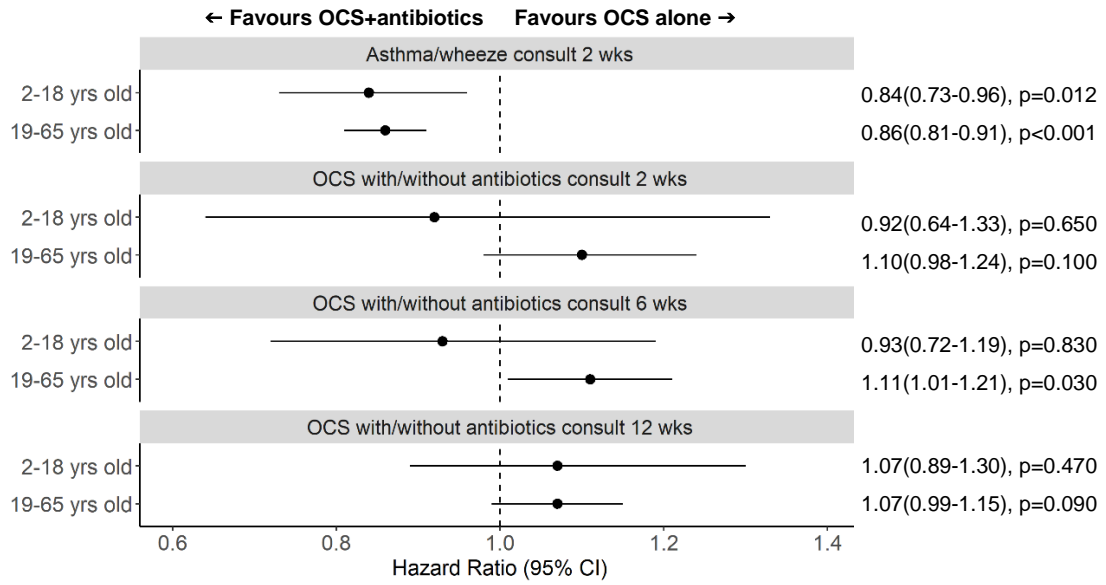 ← Favours OCS+antibiotics Favours OCS alone →
Asthma/wheeze consult 2 wks
2-18 yrs old 0.84(0.73-0.96), p=0.012
19-65 yrs old 0.86(0.81-0.91), p<0.001
OCS with/without antibiotics consult 2 wks
2-18 yrs old 0.92(0.64-1.33), p=0.650
19-65 yrs old 1.10(0.98-1.24), p=0.100
OCS with/without antibiotics consult 6 wks
2-18 yrs old 0.93(0.72-1.19), p=0.830
19-65 yrs old 1.11(1.01-1.21), p=0.030
OCS with/without antibiotics consult 12 wks
2-18 yrs old 1.07(0.89-1.30), p=0.470
19-65 yrs old 1.07(0.99-1.15), p=0.090
0.6 0.8 1.0 1.2 1.4
Hazard Ratio (95% CI)